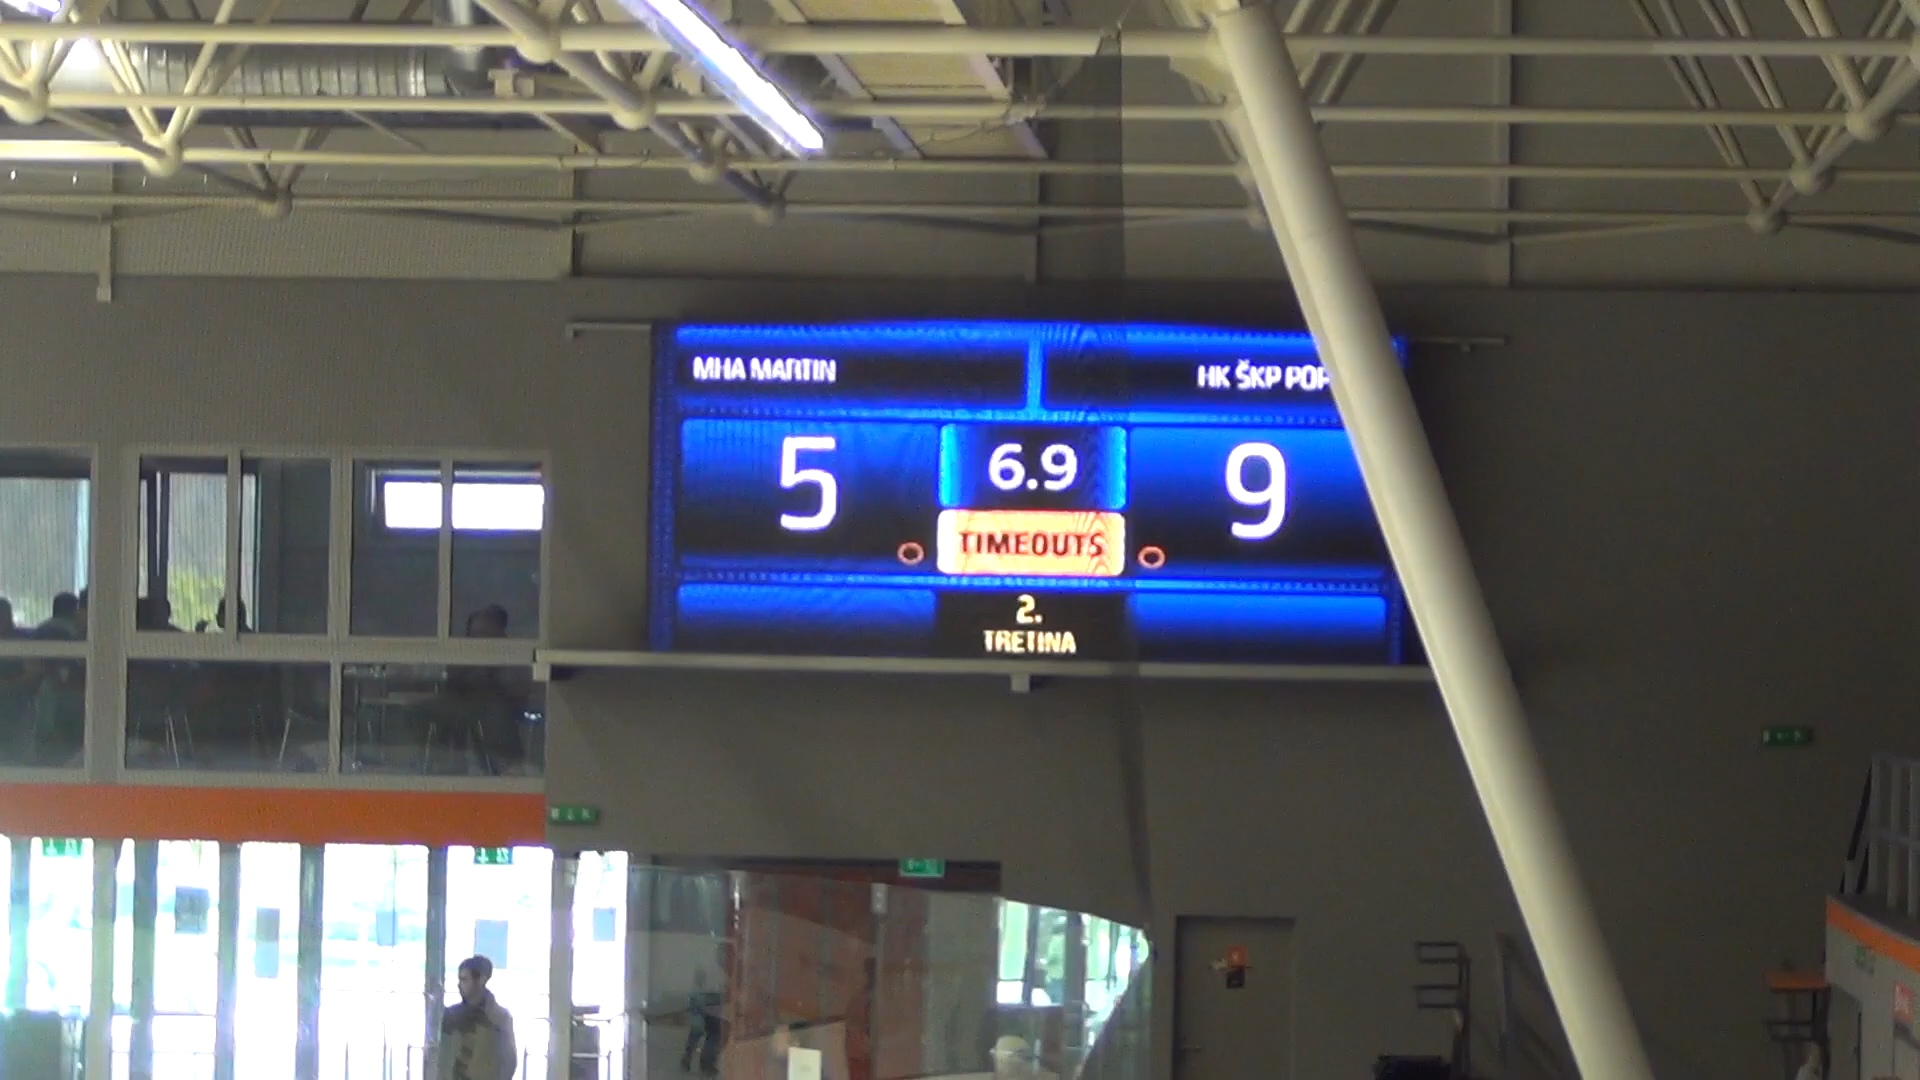 MHA MARTIN
HK ŠKP POP
5
6.9
9
TIMEOUTS
2.
TRETINA